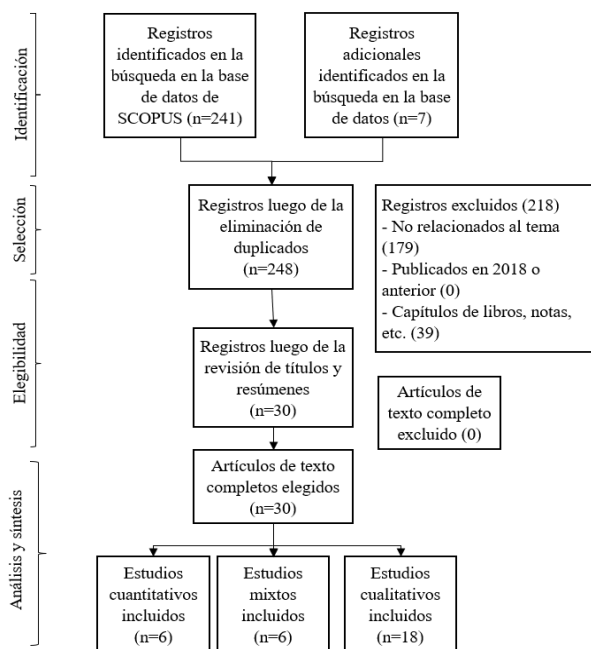 Identificación
Registros
identificados en la
búsqueda en la base
de datos de
SCOPUS (n=241)
Registros
adicionales
identificados en la
búsqueda en la base
de datos (n=7)
Selección
Registros luego de la
eliminación de
duplicados
(n=248)
Registros excluidos (218)
- No relacionados al tema
(179)
- Publicados en 2018 o
anterior (0)
- Capítulos de libros, notas,
etc. (39)
Elegibilidad
Registros luego de la
revisión de títulos y
resúmenes
(n=30)
Artículos de
texto completo
excluido (0)
Análisis y síntesis
Artículos de texto
completos elegidos
(n=30)
Estudios
cuantitativos
incluidos
(n=6)
Estudios
mixtos
incluidos
(n=6)
Estudios
cualitativos
incluidos
(n=18)